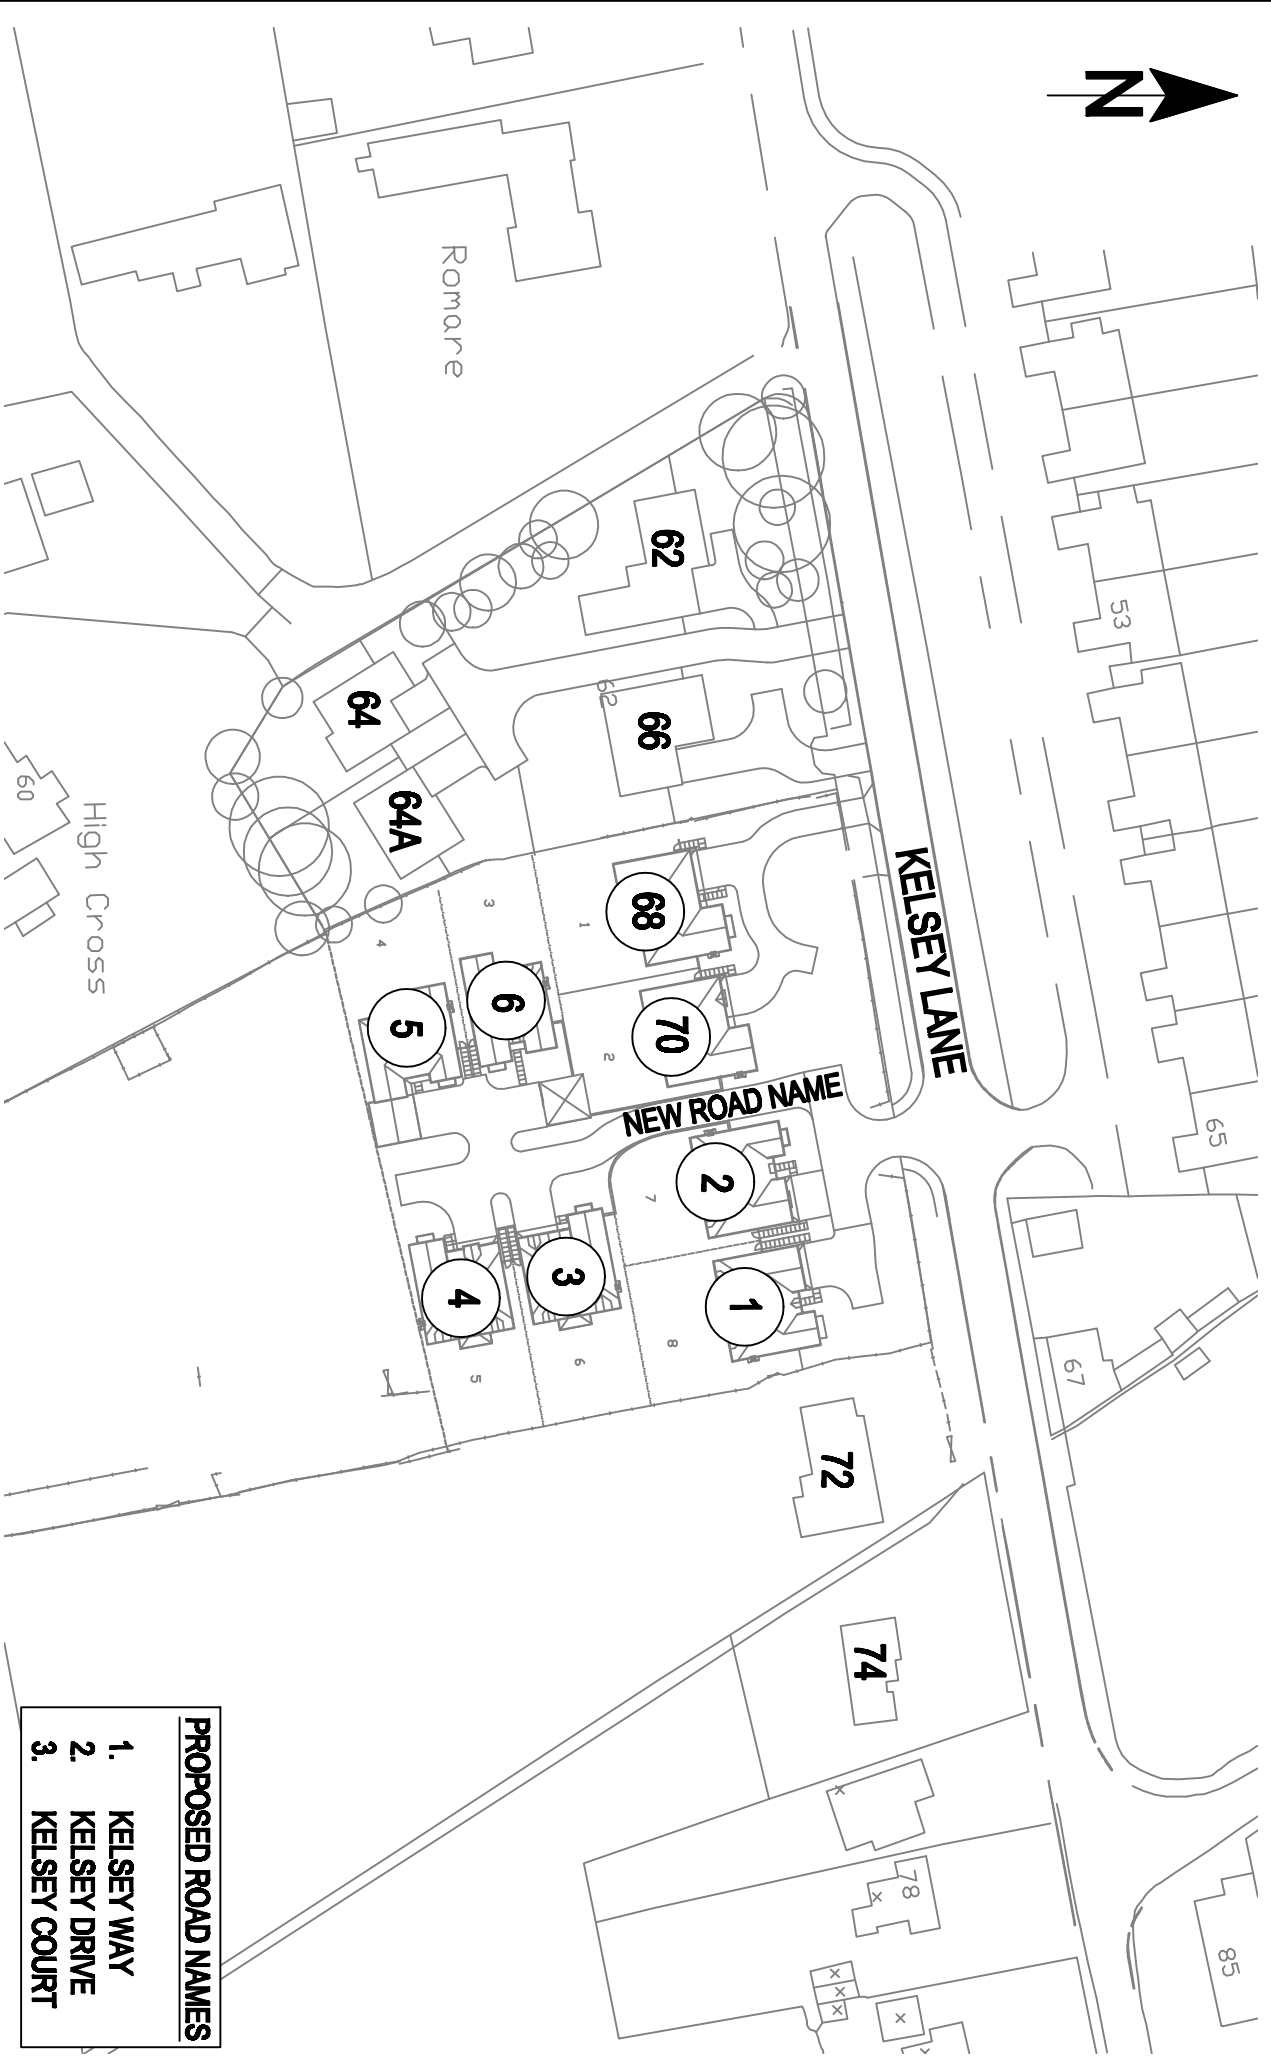 N
Romare
53
62
62
66
64
64A
60
High Cross
KELSEY LANE
68
70
6
5
3
1
4
2
NEW ROAD NAME
65
2
1
3
4
7
8
6
5
67
72
74
78
85
PROPOSED ROAD NAMES
1. KELSEY WAY
2. KELSEY DRIVE
3. KELSEY COURT